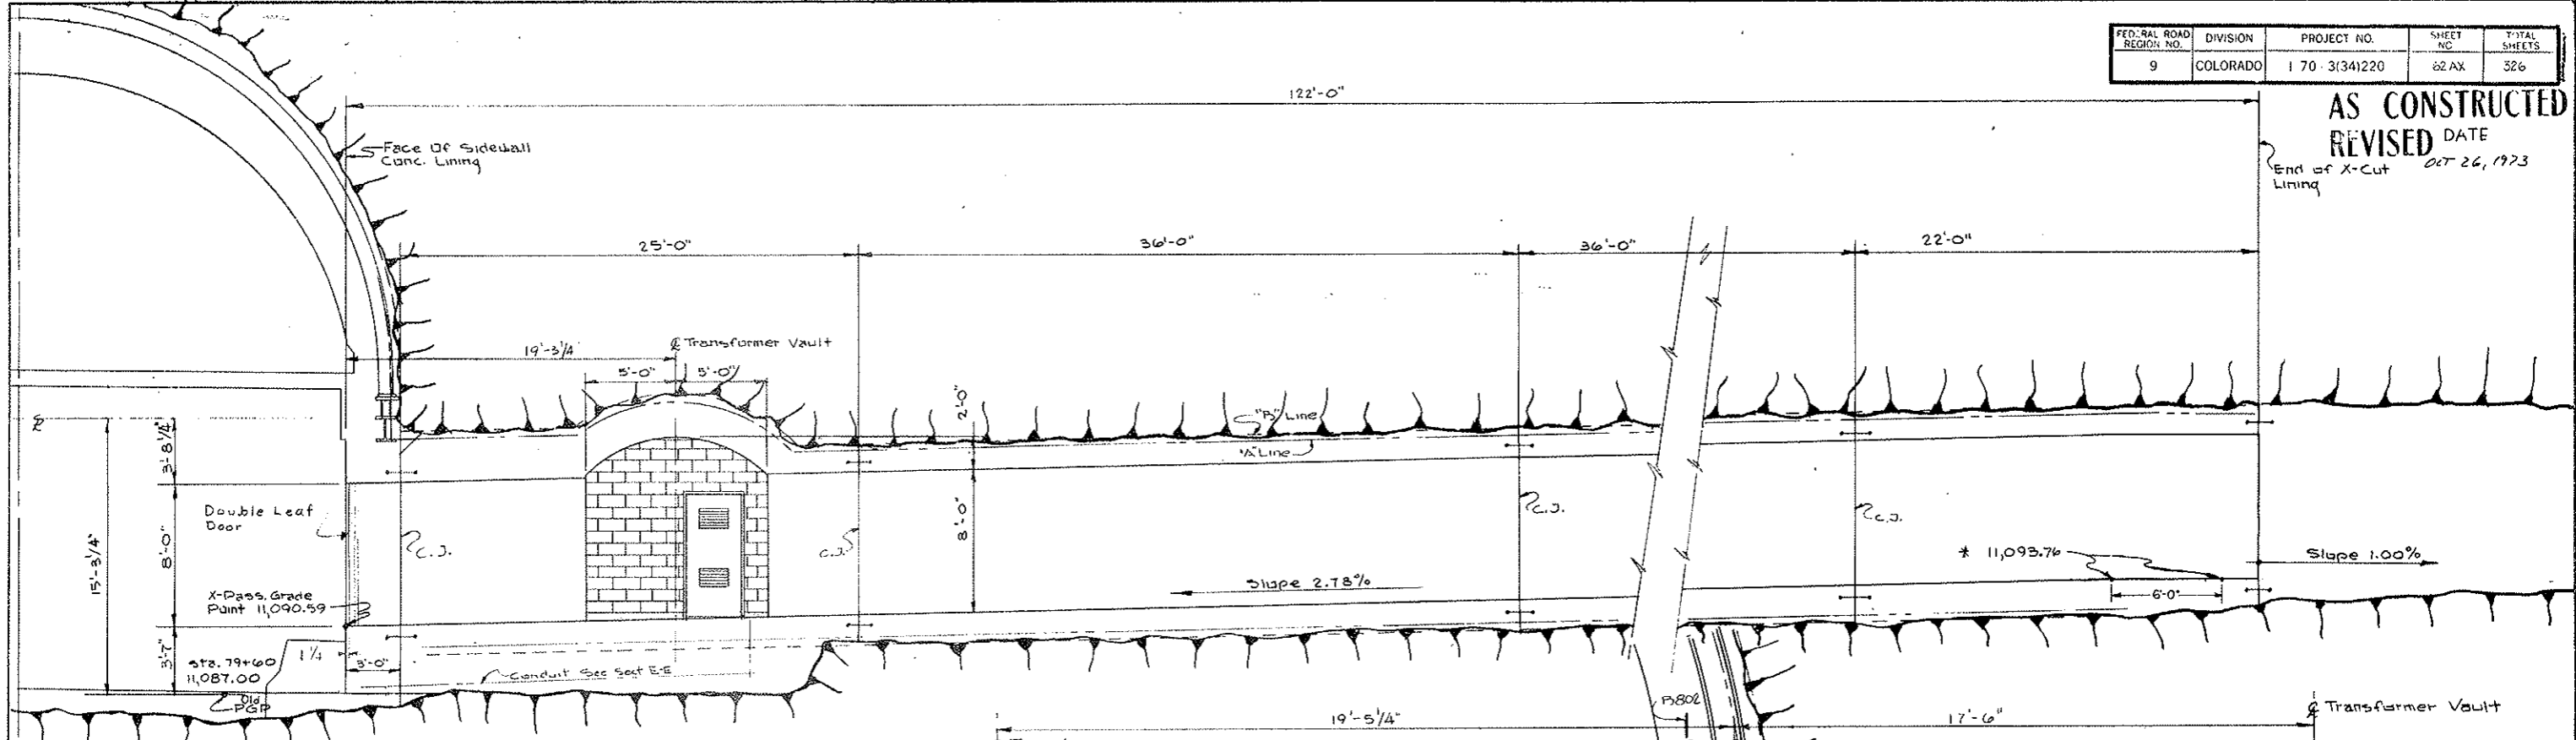 FEDERAL ROAD REGION NO.
DIVISION
PROJECT NO.
SHEET NO
TOTAL SHEETS
9
COLORADO
I 70 - 3(34)220
62 AX
326
AS CONSTRUCTED
REVISED DATE
OCT 26, 1973
122'-0"
Face Of Sidewall
Conc. Lining
End of X-Cut
Lining
25'-0"
36'-0"
36'-0"
22'-0"
19'-3 1/4
℄ Transformer Vault
5'-0"
5'-0"
2'-0"
"B" Line
"A" Line
3'-8 1/4"
Double Leaf
Door
8'-0"
15'-3 1/4"
C.J.
C.J.
8'-0"
C.J.
C.J.
* 11,093.76
Slope 1.00%
Slope 2.78%
6'-0"
X-Pass. Grade
Point 11,090.59
3'-7"
Sta. 79+60
11,087.00
1 1/4
3'-0"
Conduit See Sect E-E
Old
PGP
B802
19'-5 1/4"
17'-6"
℄ Transformer Vault